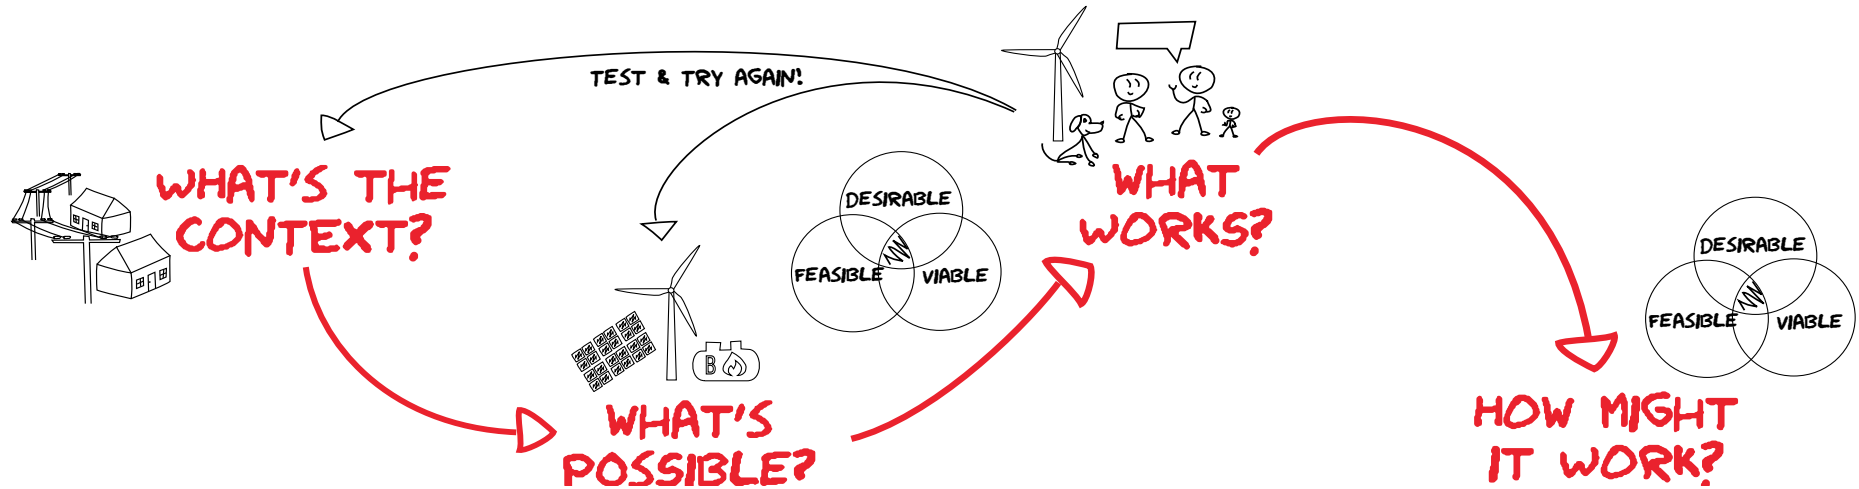 TEST & TRY AGAIN!
WHAT'S THE
CONTEXT?
DESIRABLE
FEASIBLE
VIABLE
B
WHAT'S
POSSIBLE?
WHAT
WORKS?
DESIRABLE
FEASIBLE
VIABLE
HOW MIGHT
IT WORK?